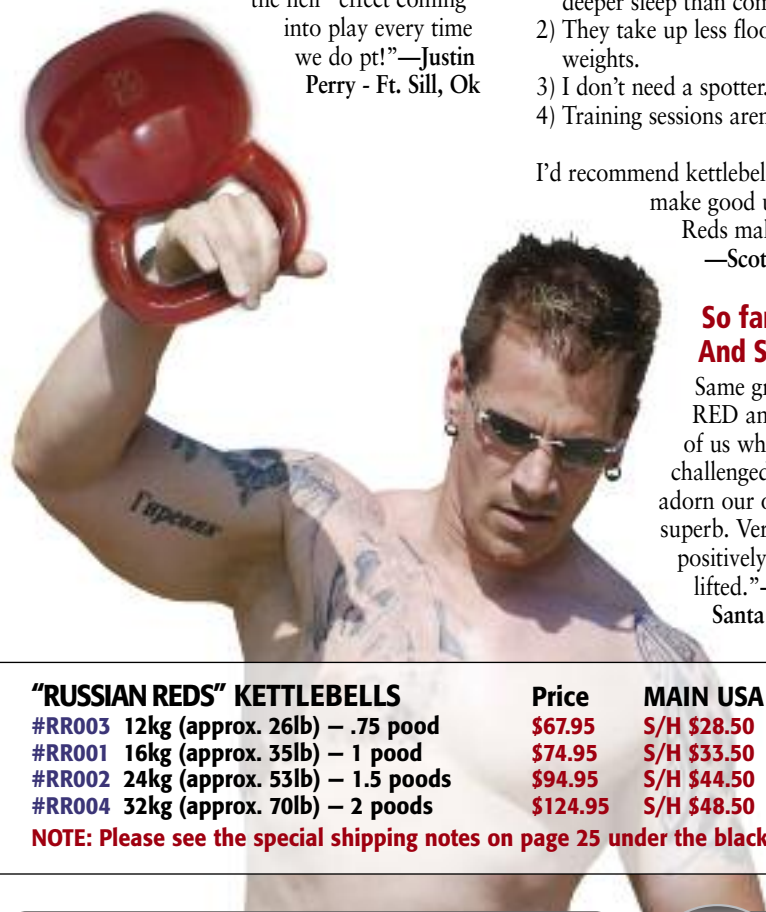 the hell” effect coming
into play every time
we do pt!”—Justin
Perry - Ft. Sill, Ok
deeper sleep than com
2) They take up less floo
weights.
3) I don’t need a spotter.
4) Training sessions aren
I’d recommend kettlebel
make good u
Reds mal
—Scot
So far
And S
Same gr
RED an
of us wh
challenged
adorn our o
superb. Ver
positively
lifted.”-
Santa
Гиревик
“RUSSIAN REDS” KETTLEBELLS Price MAIN USA
#RR003 12kg (approx. 26lb) – .75 pood $67.95 S/H $28.50
#RR001 16kg (approx. 35lb) – 1 pood $74.95 S/H $33.50
#RR002 24kg (approx. 53lb) – 1.5 poods $94.95 S/H $44.50
#RR004 32kg (approx. 70lb) – 2 poods $124.95 S/H $48.50
NOTE: Please see the special shipping notes on page 25 under the black